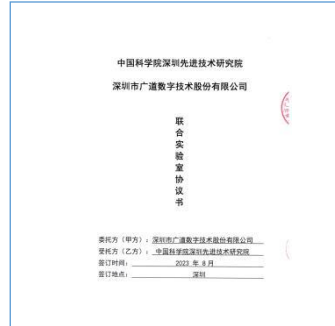 中国科学院深圳先进技术研究院
深圳市广道数字技术股份有限公司
联合实验室协议书
委托方（甲方）：深圳市广道数字技术股份有限公司
受托方（乙方）：中国科学院深圳先进技术研究院
签订时间：2023 年 8 月
签订地点：深圳